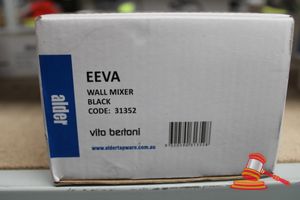 alder
EEVA
WALL MIXER
BLACK
CODE: 31352
vito bertoni
www.aldertapware.com.au